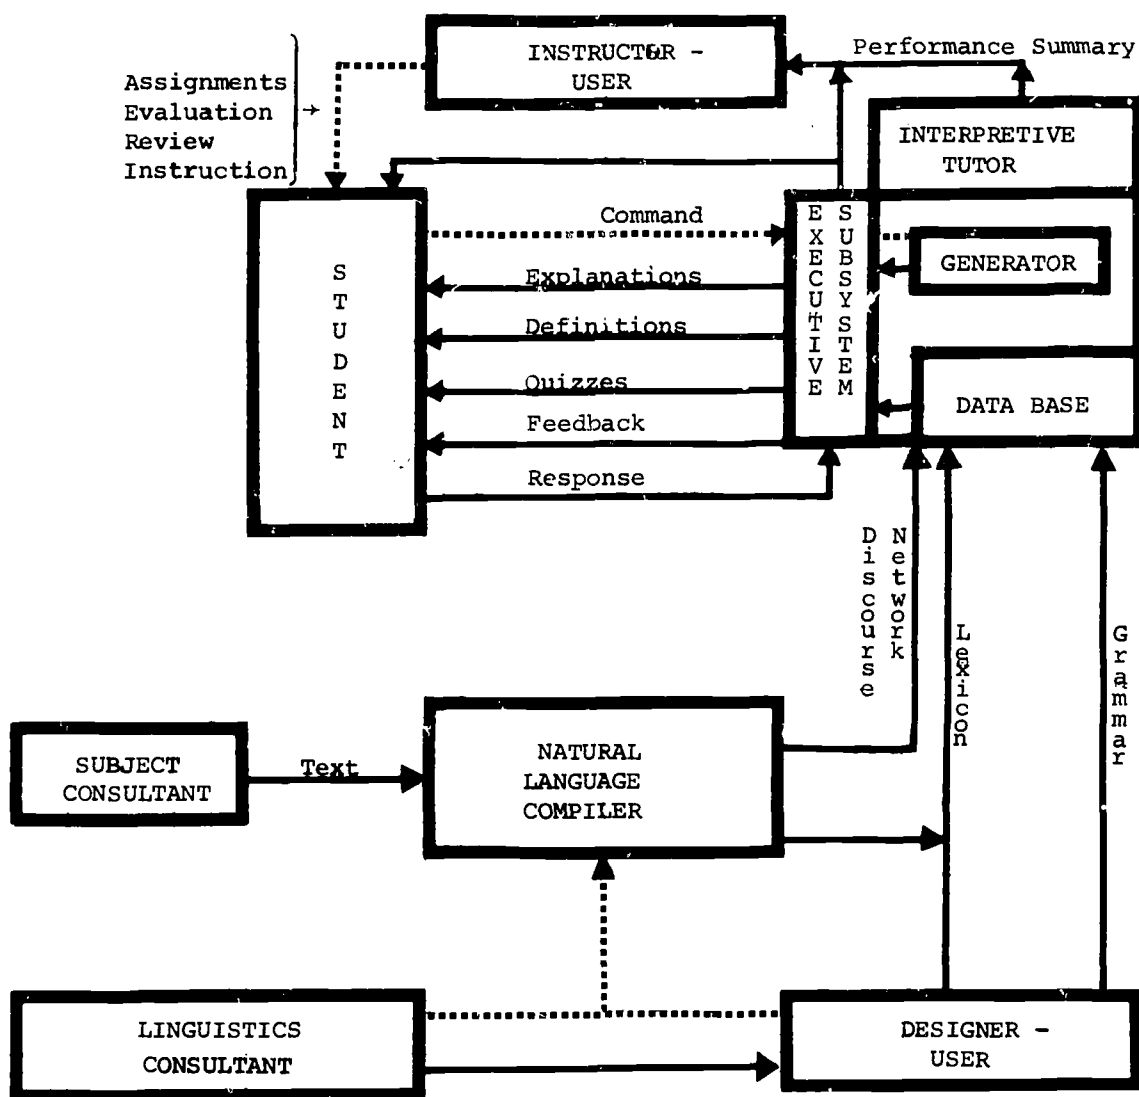 INSTRUCTOR -
USER
Performance Summary
Assignments
Evaluation
Review
Instruction
INTERPRETIVE
TUTOR
STUDENT
Command
Explanations
Definitions
Quizzes
Feedback
Response
EXECUTIVE
SUBSYSTEM
GENERATOR
DATA BASE
Discourse
Network
Lexicon
Grammar
SUBJECT
CONSULTANT
Text
NATURAL
LANGUAGE
COMPILER
LINGUISTICS
CONSULTANT
DESIGNER -
USER